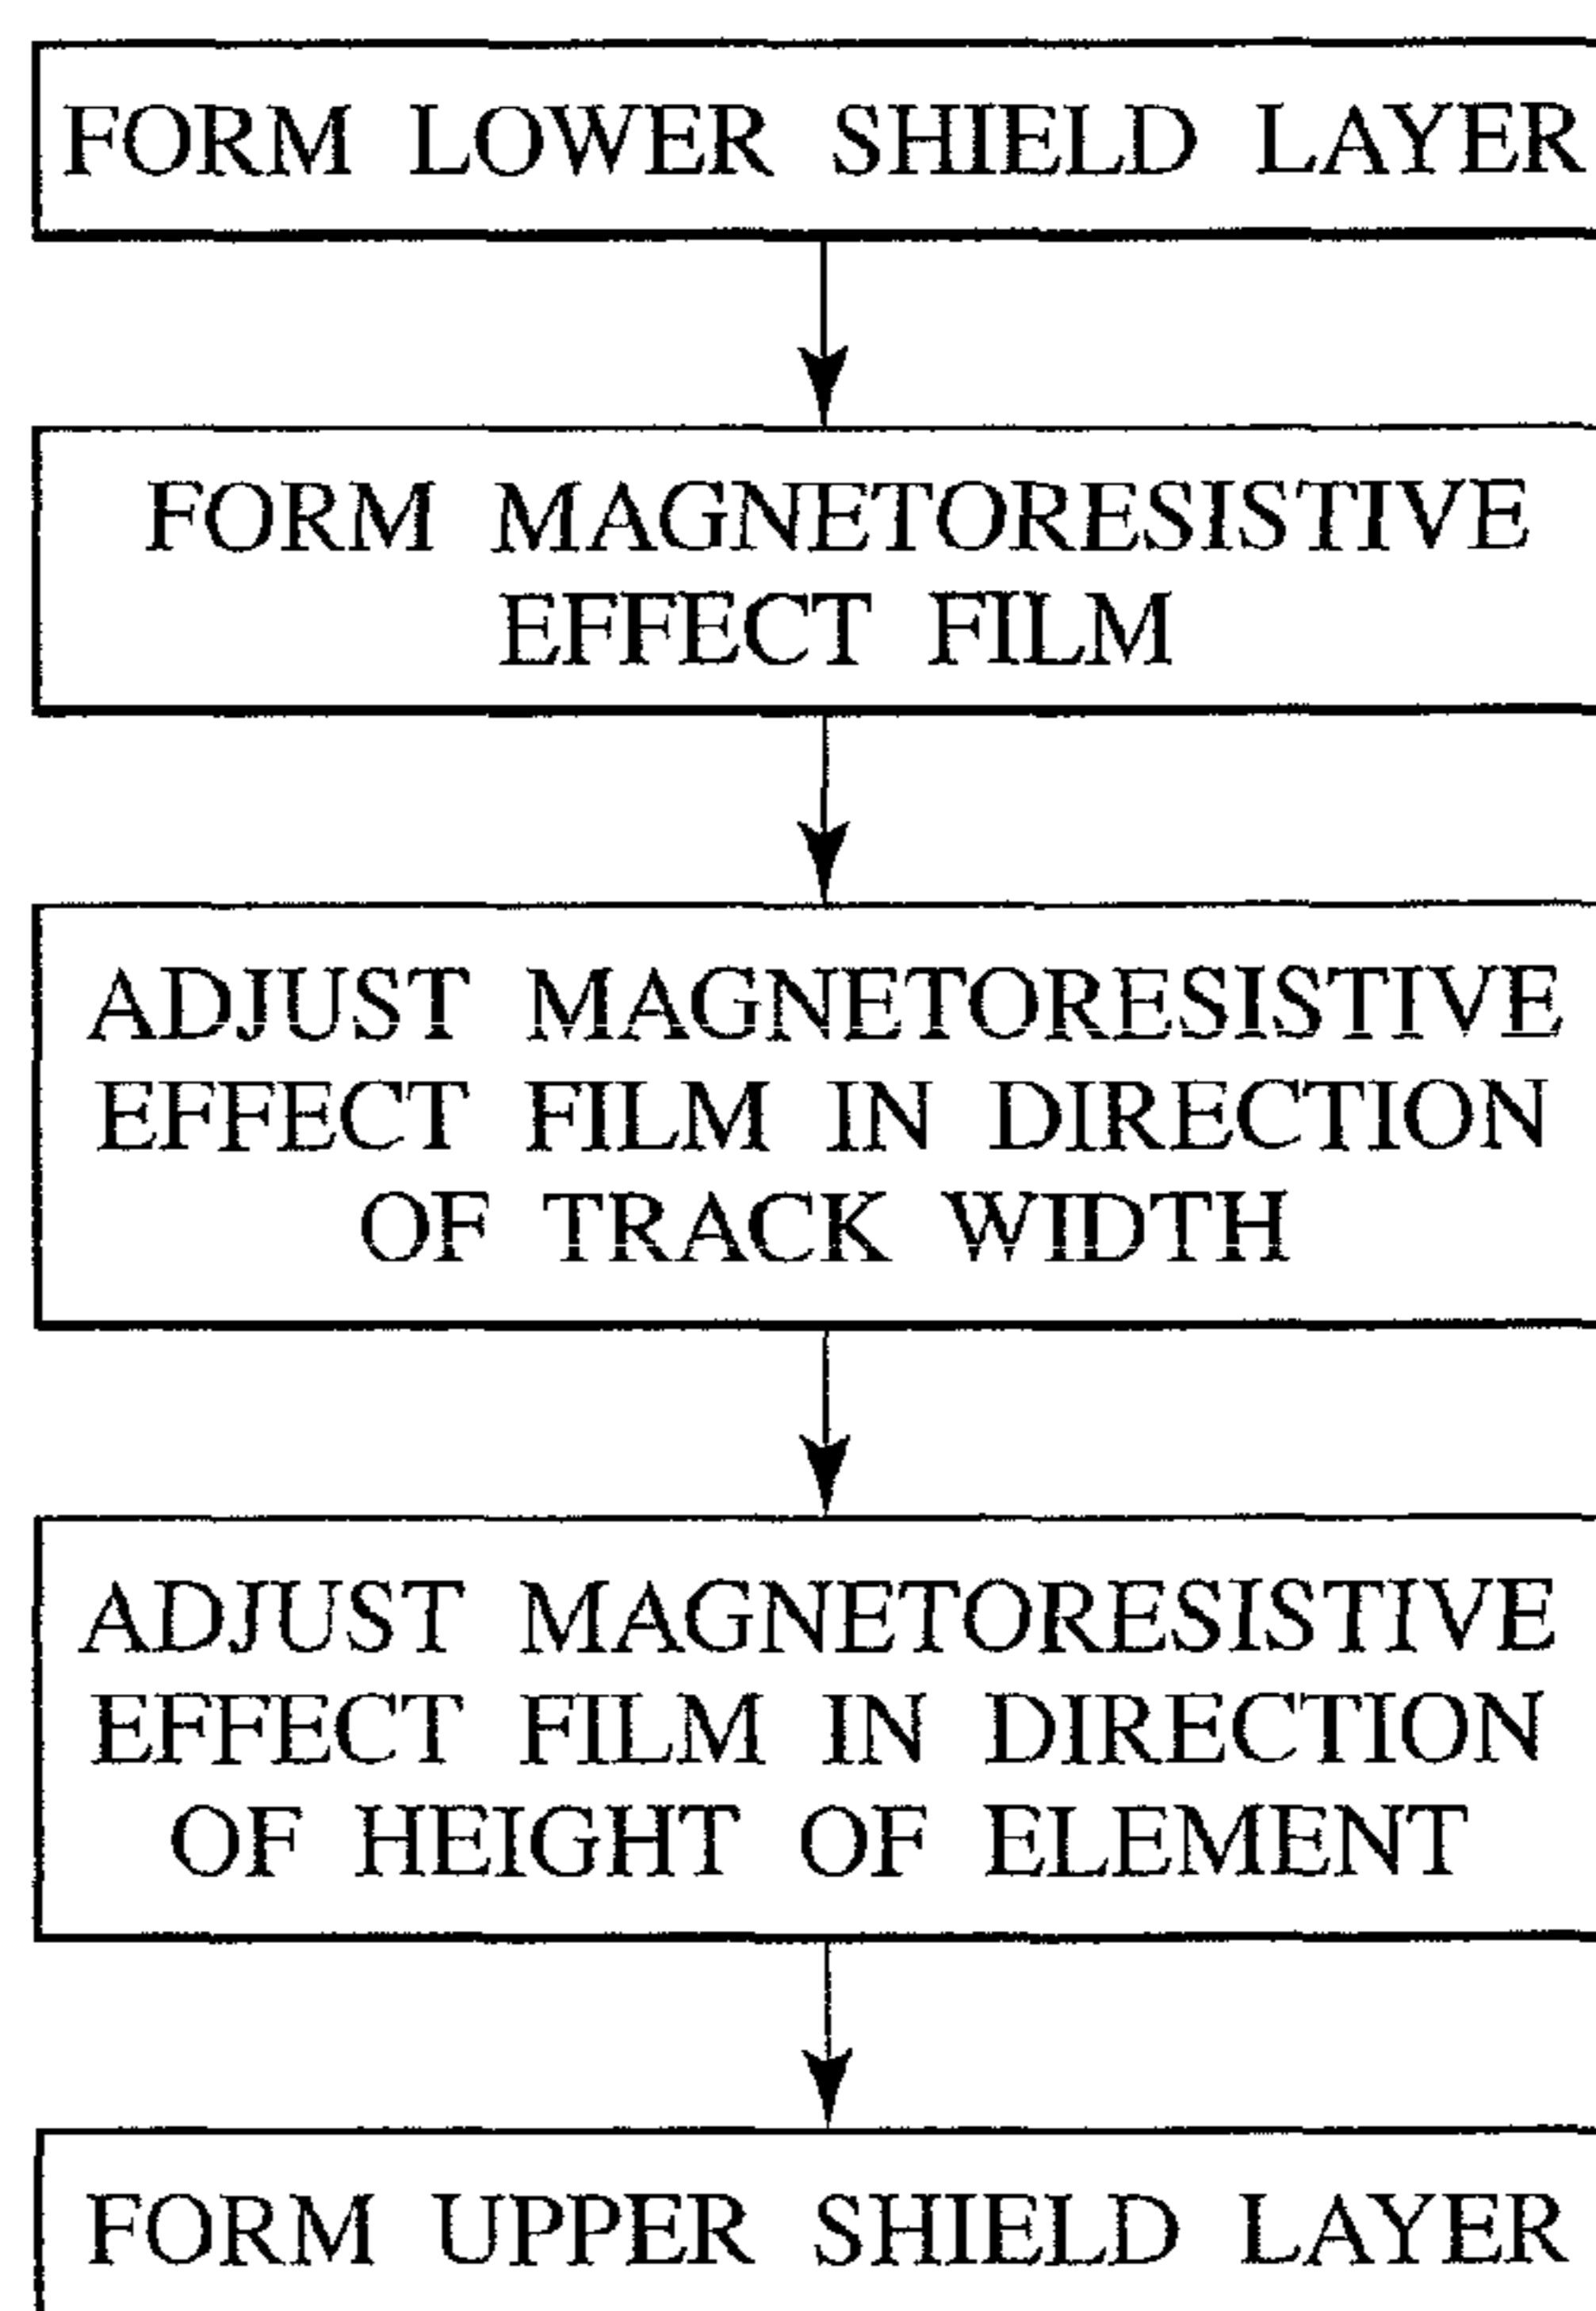 FORM LOWER SHIELD LAYER
FORM MAGNETORESISTIVE
EFFECT FILM
ADJUST MAGNETORESISTIVE
EFFECT FILM IN DIRECTION
OF TRACK WIDTH
ADJUST MAGNETORESISTIVE
EFFECT FILM IN DIRECTION
OF HEIGHT OF ELEMENT
FORM UPPER SHIELD LAYER